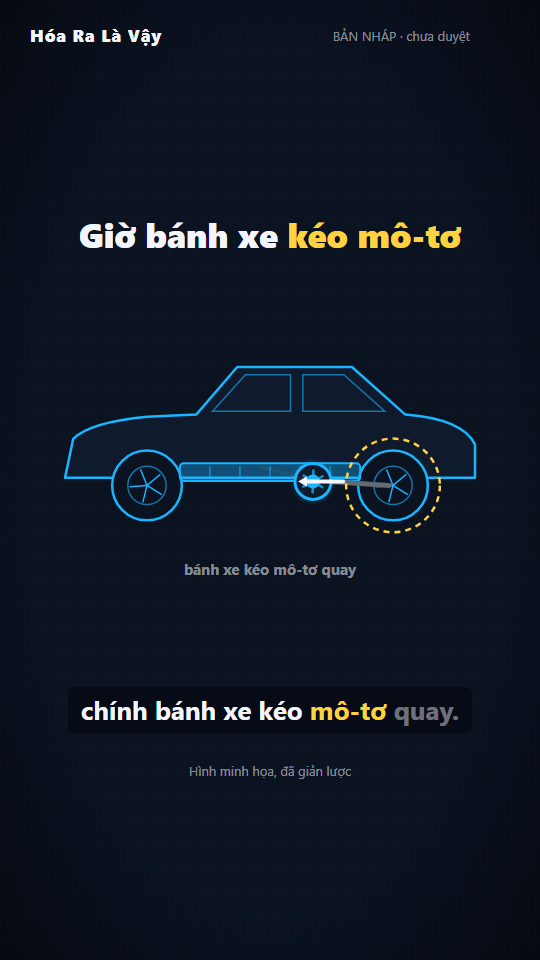 Hóa Ra Là Vậy
BẢN NHÁP · chưa duyệt
Giờ bánh xe kéo mô-tơ
bánh xe kéo mô-tơ quay
chính bánh xe kéo mô-tơ quay.
Hình minh họa, đã giản lược